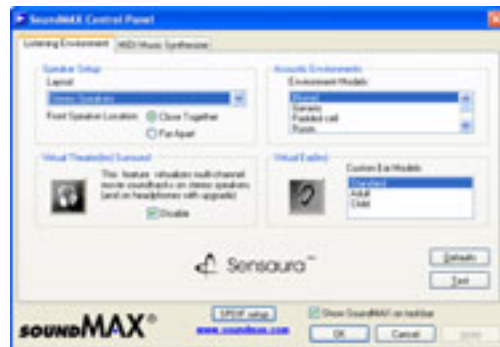 SoundMAX Control Panel
Listening Environment
MIDI Music Synthesizer
Speaker Setup
Layout:
Stereo Speakers
Front Speaker Location:
Close Together
Far Apart
Acoustic Environments
Environment Models:
Generic
Padded cell
Room
Virtual Theater(tm) Surround
This feature virtualizes multi-channel
movie soundtracks on stereo speakers
(and on headphones with upgrade)
Disable
Virtual Ear(tm)
Custom Ear Models:
Standard
Adult
Child
Sensaura™
Defaults
Test
SOUNDMAX®
SPDIF setup
www.soundmax.com
Show SoundMAX on taskbar
OK
Cancel
Apply